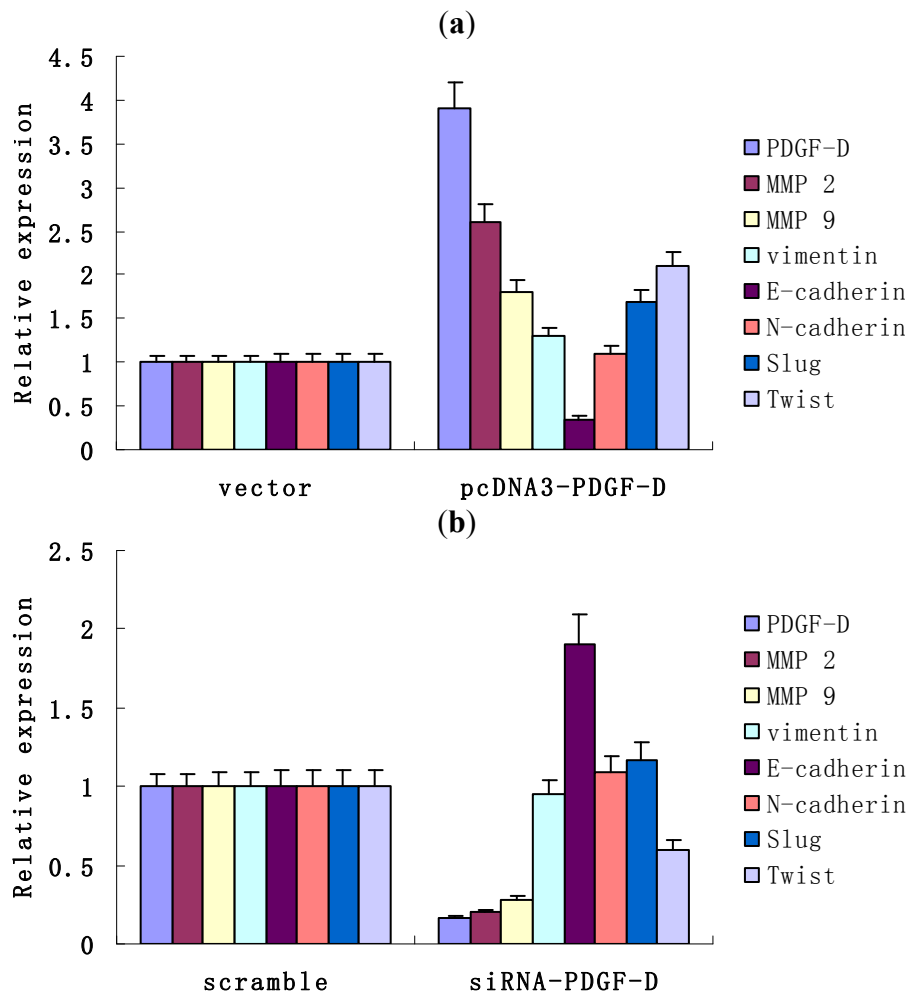 (a)
Relative expression
4.5
4
3.5
3
2.5
2
1.5
1
0.5
0
vector
pcDNA3-PDGF-D
PDGF-D
MMP 2
MMP 9
vimentin
E-cadherin
N-cadherin
Slug
Twist
(b)
Relative expression
2.5
2
1.5
1
0.5
0
scramble
siRNA-PDGF-D
PDGF-D
MMP 2
MMP 9
vimentin
E-cadherin
N-cadherin
Slug
Twist